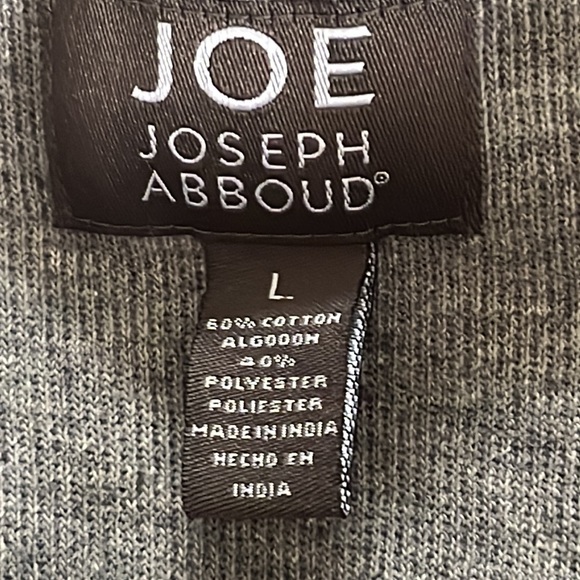 JOE
JOSEPH
ABBOUD®
L
60% COTTON
ALGODON
40%
POLYESTER
POLIESTER
MADE IN INDIA
HECHO EN
INDIA